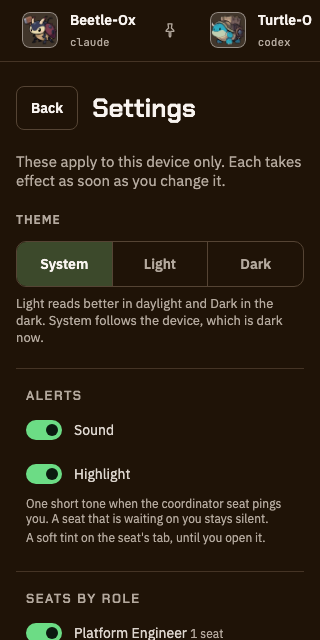 Beetle-Ox
claude
Turtle-O
codex
Back
Settings
These apply to this device only. Each takes
effect as soon as you change it.
THEME
System
Light
Dark
Light reads better in daylight and Dark in the
dark. System follows the device, which is dark
now.
ALERTS
Sound
Highlight
One short tone when the coordinator seat pings
you. A seat that is waiting on you stays silent.
A soft tint on the seat's tab, until you open it.
SEATS BY ROLE
Platform Engineer 1 seat